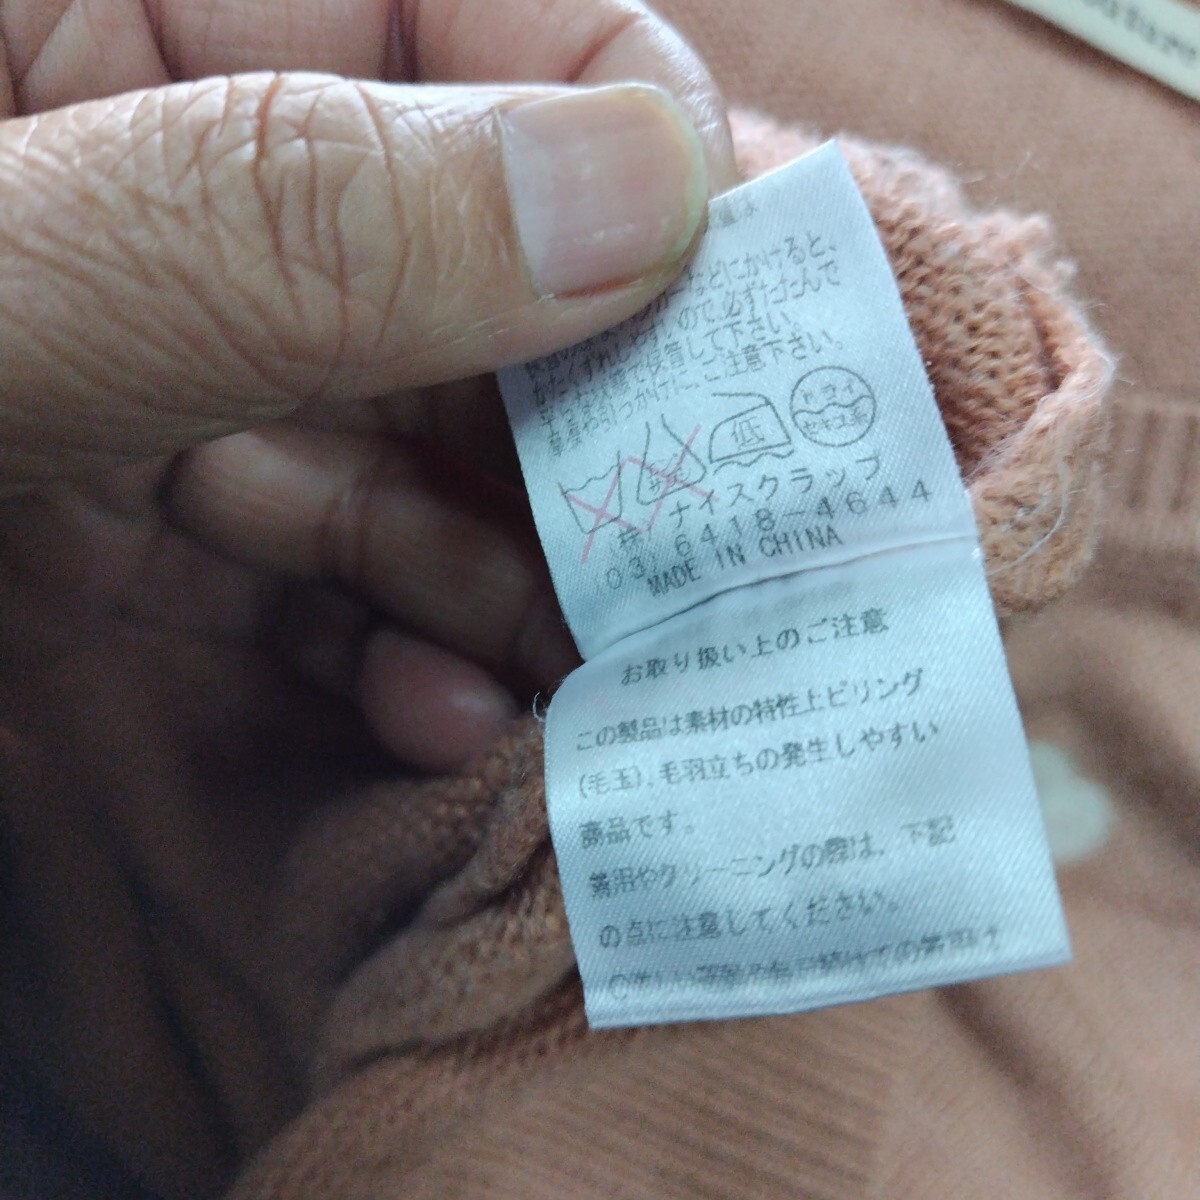 などにかけると、
ので、必ずたたんで
保管して下さい。
引っかけにご注意下さい。
低
ドライ
セキユ系
㈱ ナイスクラップ
03 6418-4644
MADE IN CHINA
お取り扱い上のご注意
この製品は素材の特性上ピリング
(毛玉)、毛羽立ちの発生しやすい
商品です。
着用やクリーニングの際は、下記
の点に注意してください。